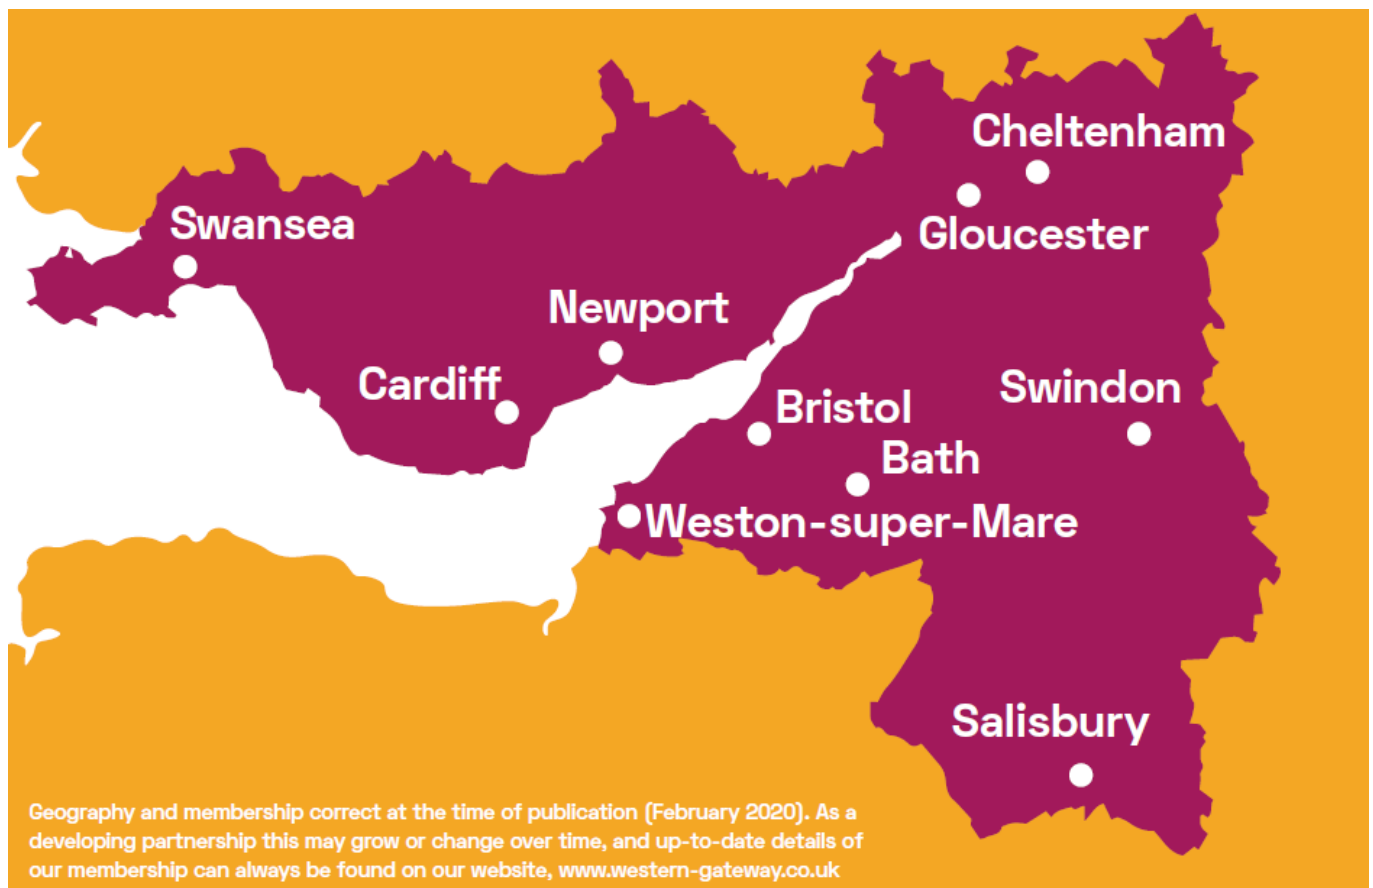 Cheltenham
Gloucester
Swansea
Newport
Cardiff
Bristol
Swindon
Bath
Weston-super-Mare
Salisbury
Geography and membership correct at the time of publication (February 2020). As a
developing partnership this may grow or change over time, and up-to-date details of
our membership can always be found on our website, www.western-gateway.co.uk